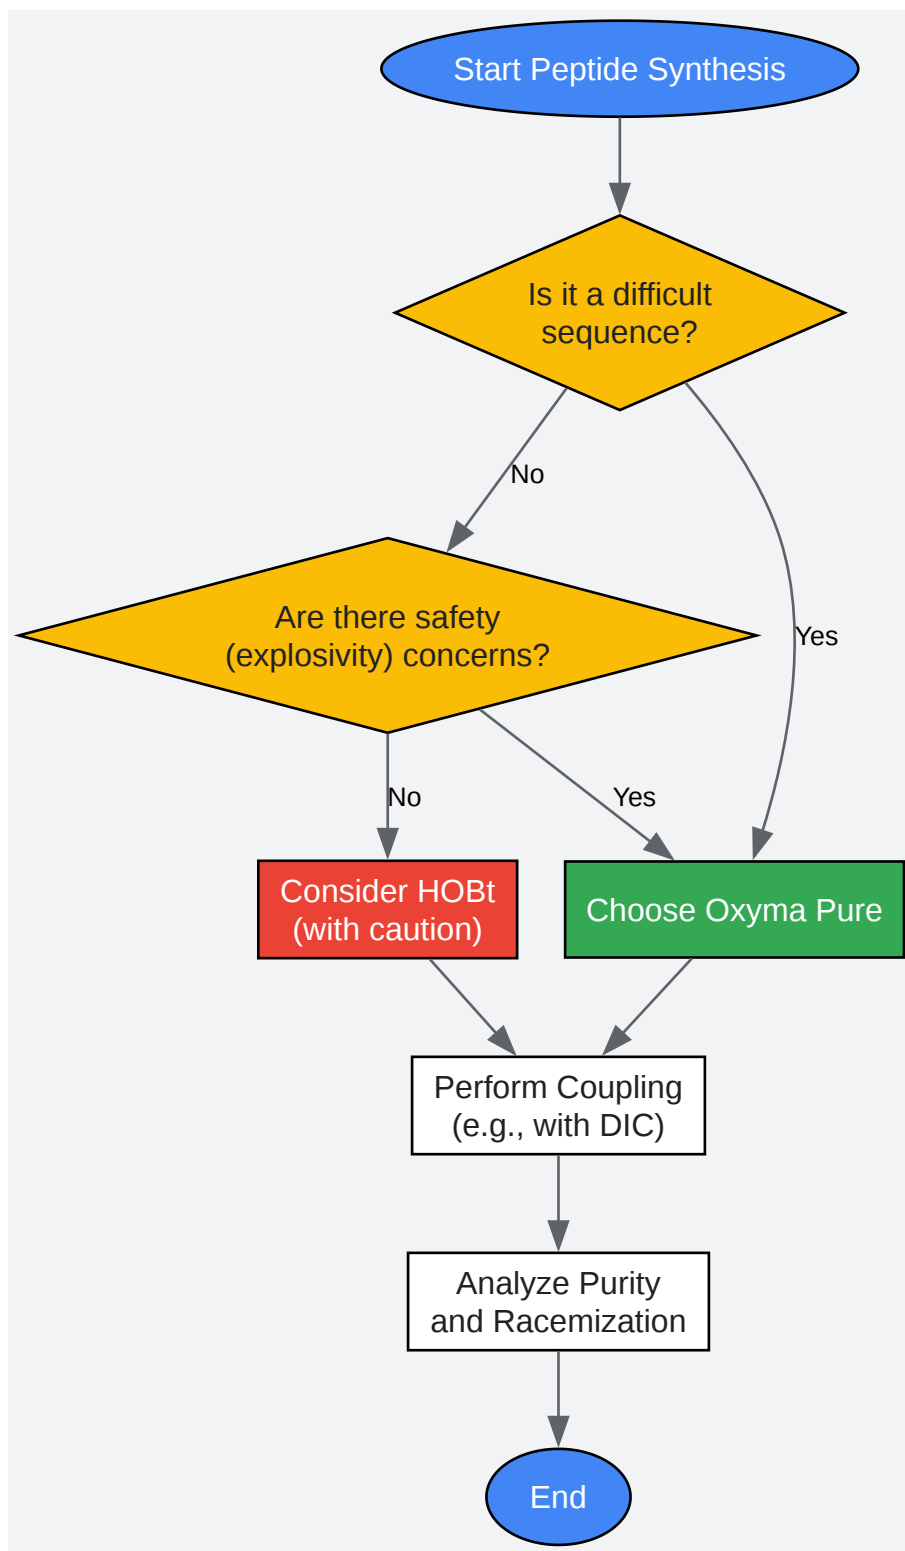 Start Peptide Synthesis
Is it a difficult
sequence?
No
Yes
Are there safety
(explosivity) concerns?
No
Yes
Consider HOBt
(with caution)
Choose Oxyma Pure
Perform Coupling
(e.g., with DIC)
Analyze Purity
and Racemization
End